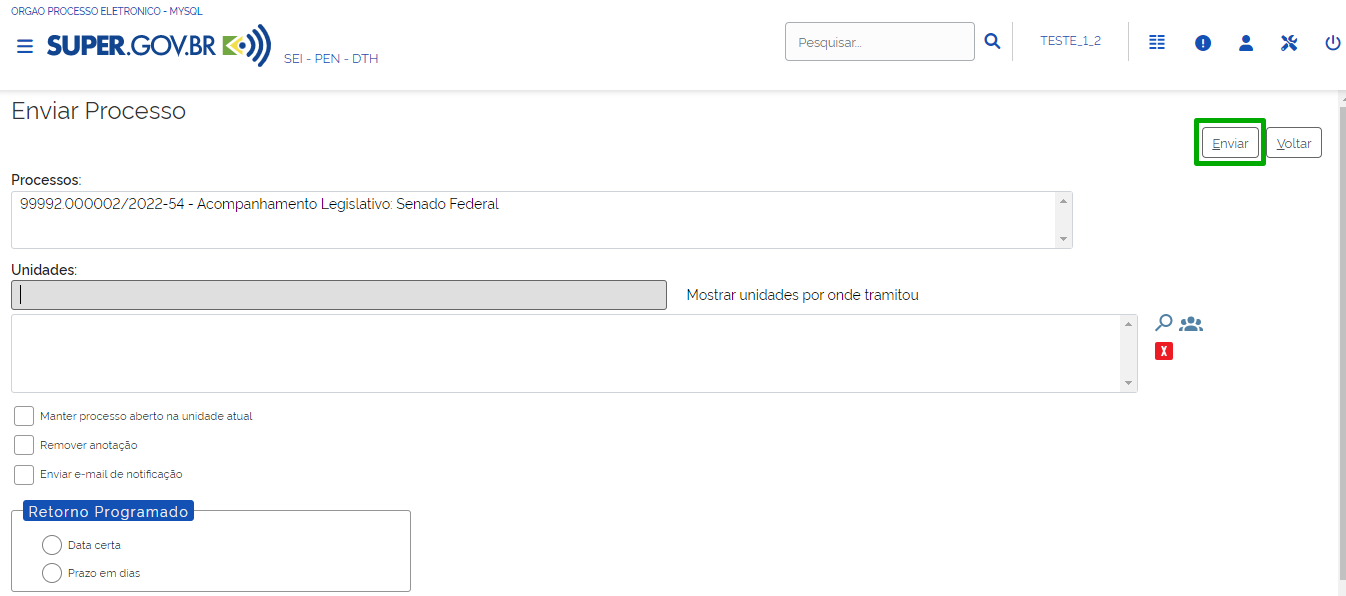 ORGAO PROCESSO ELETRONICO - MYSQL
SUPER.GOV.BR
SEI - PEN - DTH
Pesquisar...
TESTE_1_2
Enviar Processo
Enviar
Voltar
Processos:
99992.000002/2022-54 - Acompanhamento Legislativo: Senado Federal
Unidades:
Mostrar unidades por onde tramitou
X
Manter processo aberto na unidade atual
Remover anotação
Enviar e-mail de notificação
Retorno Programado
Data certa
Prazo em dias